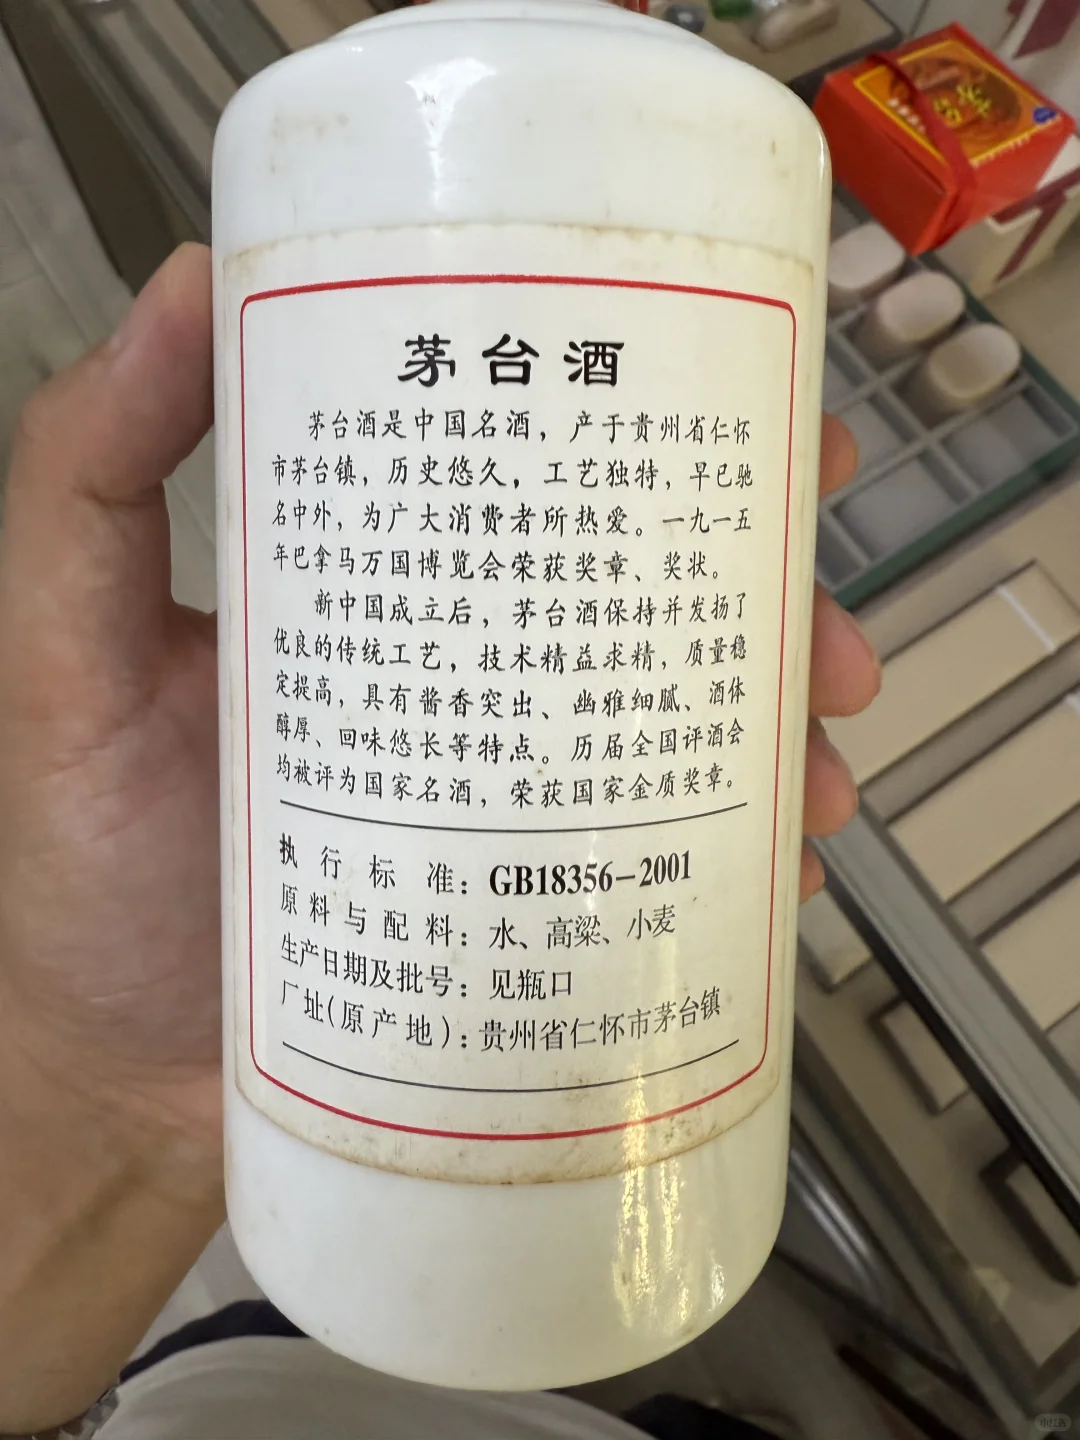 茅台酒
茅台酒是中国名酒，产于贵州省仁怀
市茅台镇，历史悠久，工艺独特，早已驰
名中外，为广大消费者所热爱。一九一五
年巴拿马万国博览会荣获奖章、奖状。
新中国成立后，茅台酒保持并发扬了
优良的传统工艺，技术精益求精，质量稳
定提高，具有酱香突出、幽雅细腻、酒体
醇厚、回味悠长等特点。历届全国评酒会
均被评为国家名酒，荣获国家金质奖章。
执行标准：GB18356-2001
原料与配料：水、高粱、小麦
生产日期及批号：见瓶口
厂址(原产地)：贵州省仁怀市茅台镇